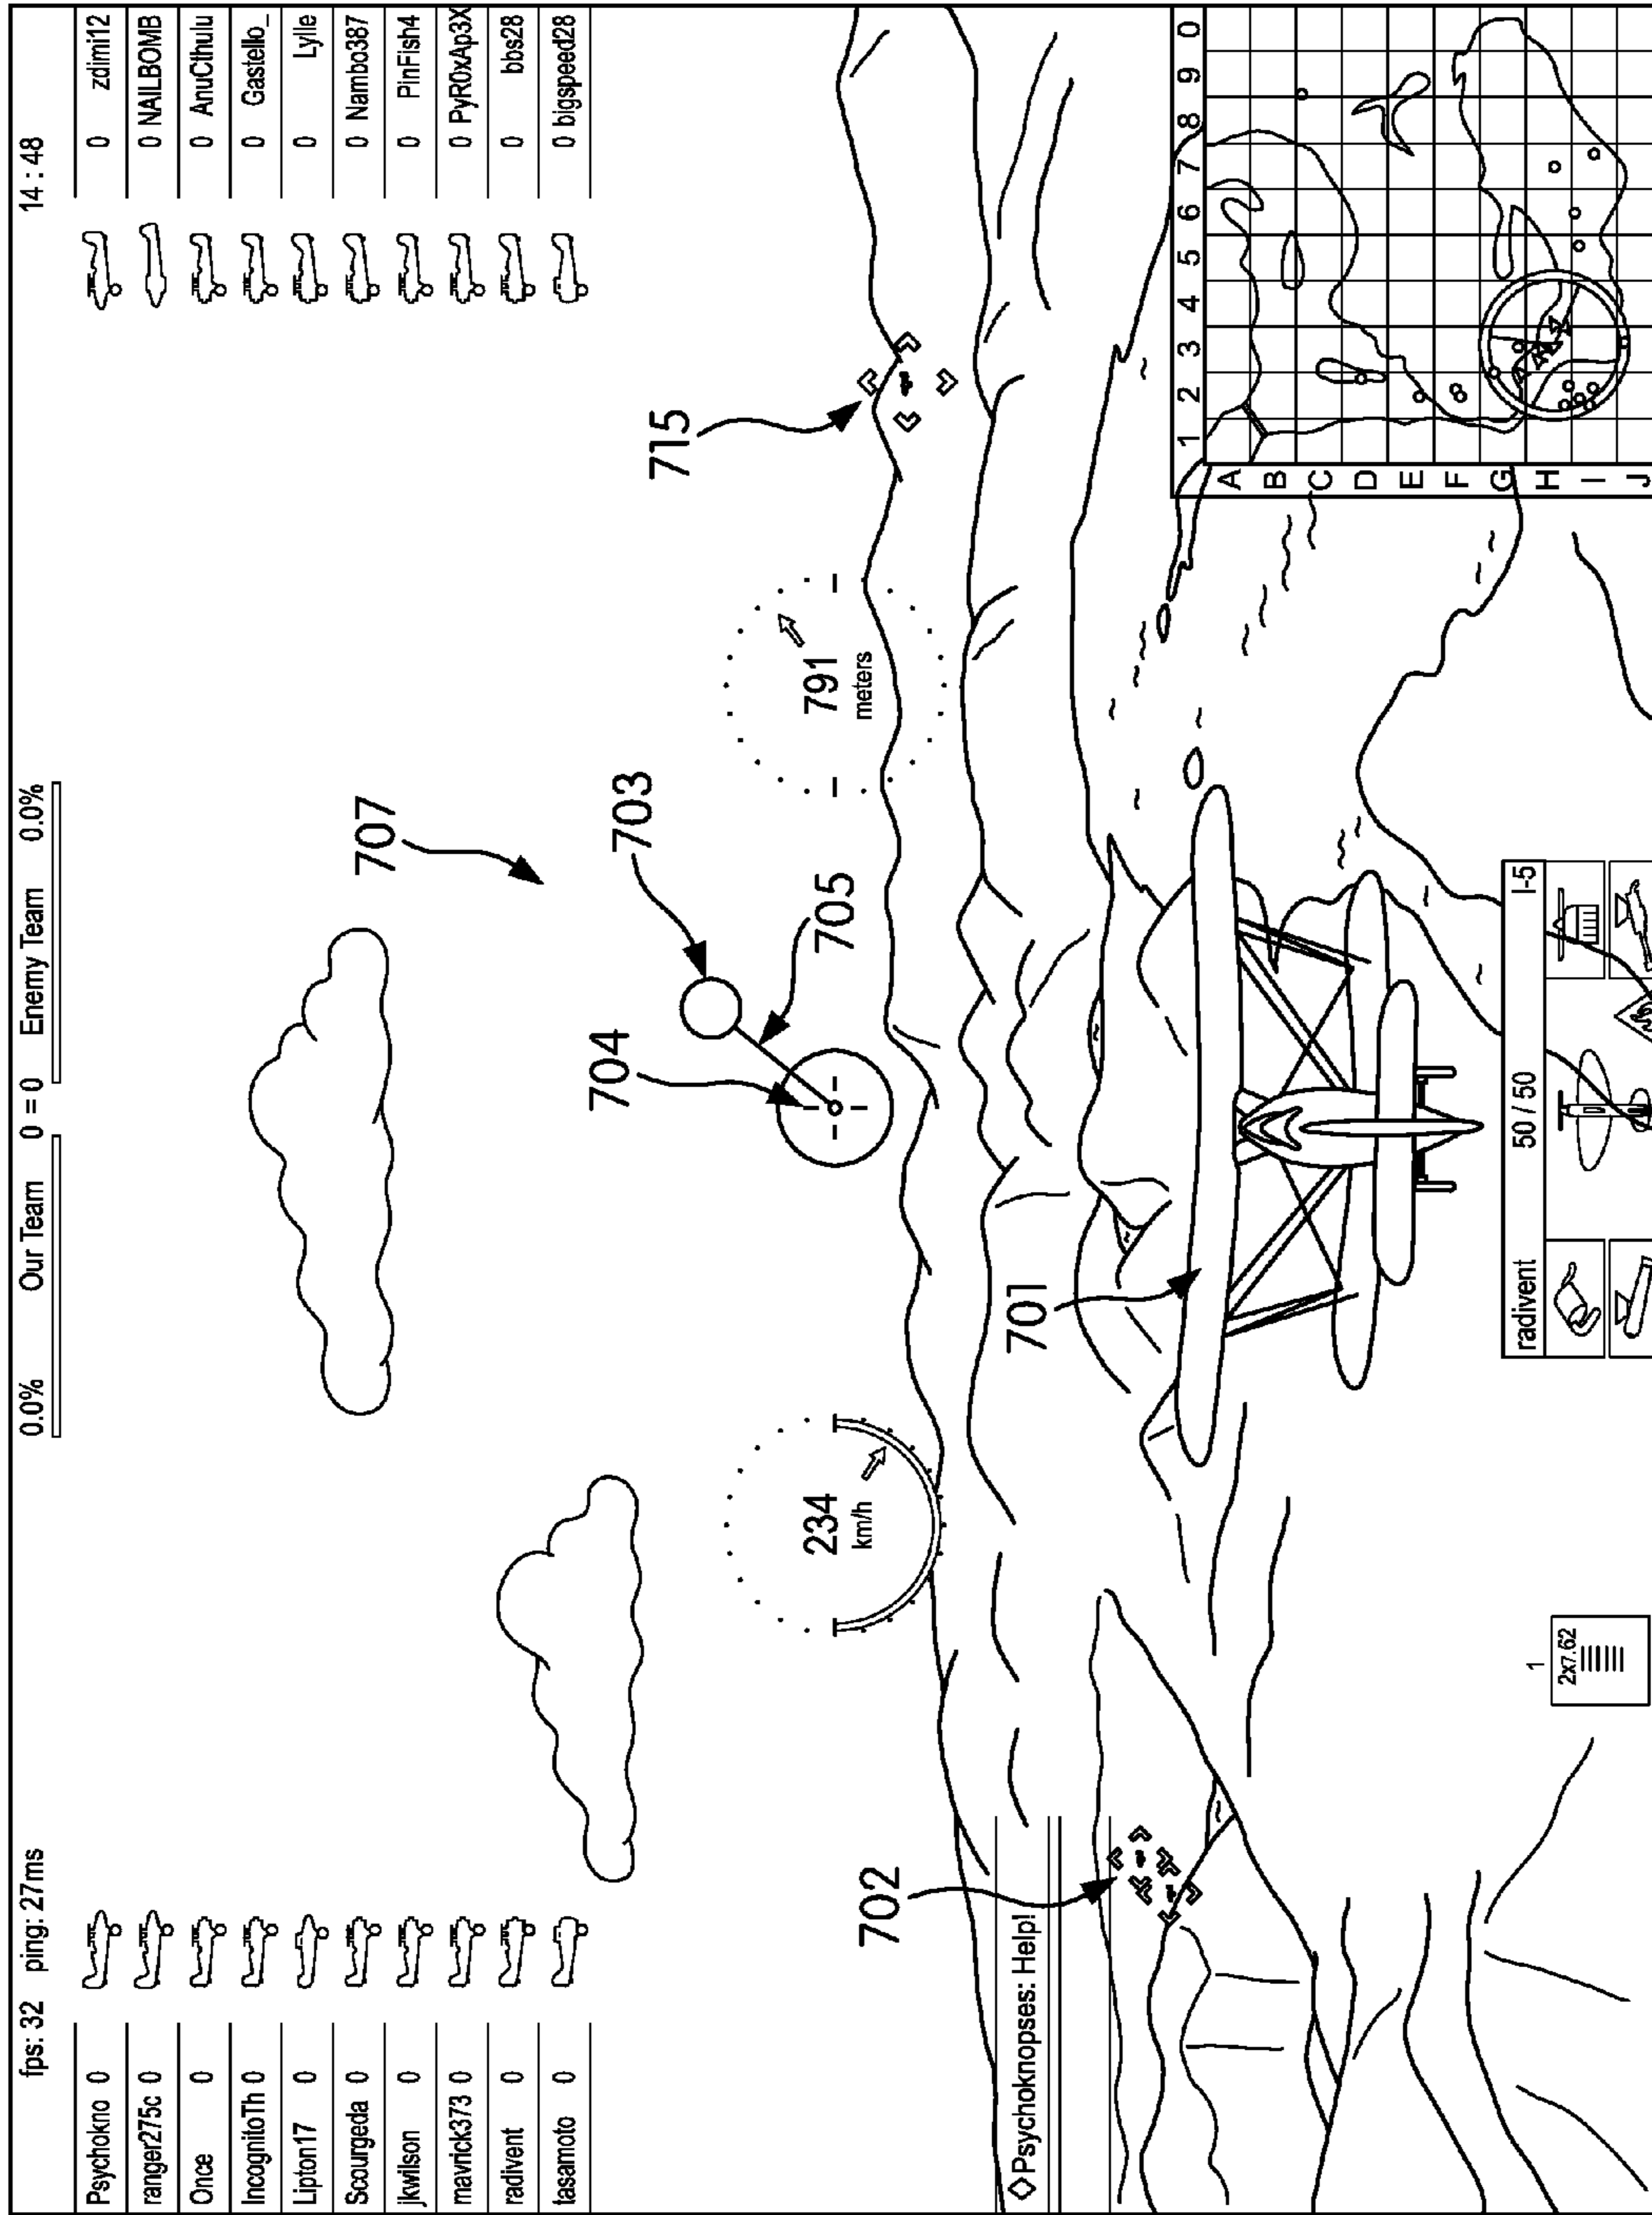 fps: 32 ping: 27ms
0.0% Our Team 0 = 0 Enemy Team 0.0%
14 : 48
Psychokno 0
ranger275c 0
Once 0
IncognitoTh 0
Lipton17 0
Scourgeda 0
jkwilson 0
mavrick373 0
radivent 0
tasamoto 0
0 zdimi12
0 NAILBOMB
0 AnuCthulu
0 Gastello_
0 Lylle
0 Nambo387
0 PinFish4
0 PyR0xAp3X
0 bbs28
0 bigspeed28
707
703
704
705
715
234
km/h
791
meters
702
701
◇Psychoknopses: Help!
1
2x7.62
radivent 50 / 50 I-5
1 2 3 4 5 6 7 8 9 0
A
B
C
D
E
F
G
H
I
J